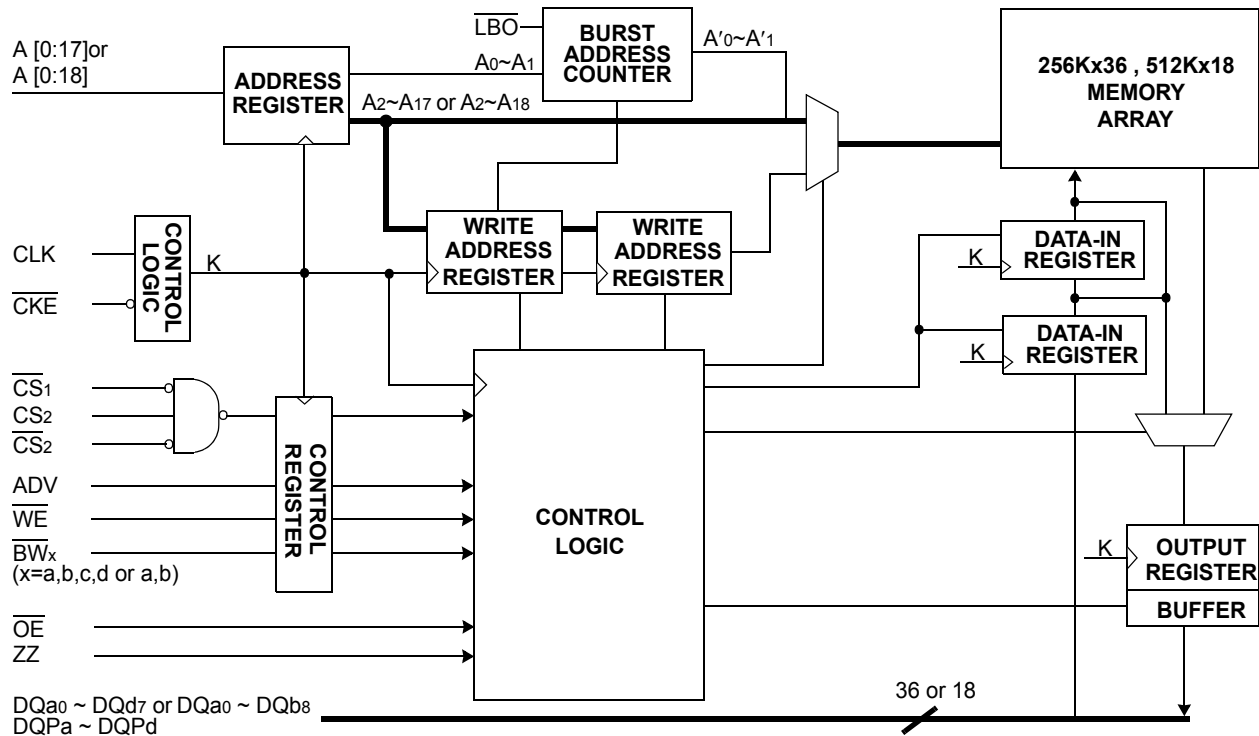 A [0:17]or
A [0:18]
ADDRESS
REGISTER
LBO
A0~A1
BURST
ADDRESS
COUNTER
A′0~A′1
A2~A17 or A2~A18
256Kx36 , 512Kx18
MEMORY
ARRAY
CLK
CKE
CONTROL
LOGIC
K
WRITE
ADDRESS
REGISTER
WRITE
ADDRESS
REGISTER
DATA-IN
REGISTER
K
DATA-IN
REGISTER
K
CS1
CS2
CS2
ADV
WE
BWx
(x=a,b,c,d or a,b)
CONTROL
REGISTER
CONTROL
LOGIC
OE
ZZ
K
OUTPUT
REGISTER
BUFFER
DQa0 ~ DQd7 or DQa0 ~ DQb8
DQPa ~ DQPd
36 or 18